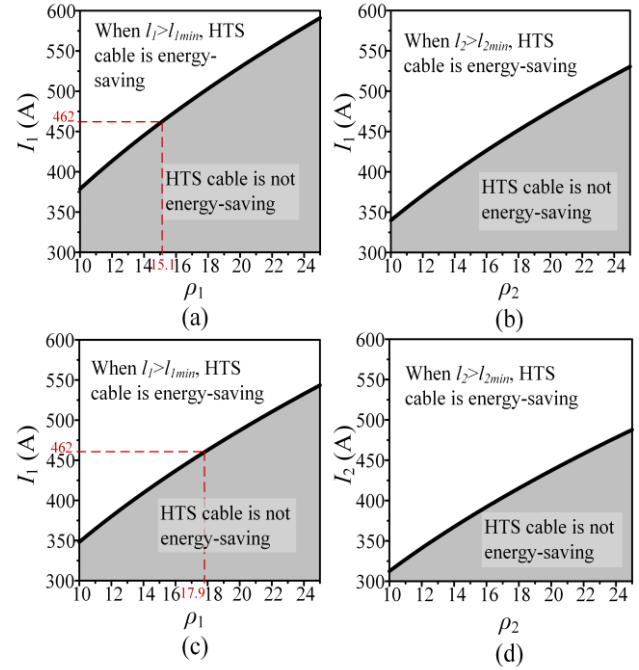 600
550
500
462
450
400
350
300
I1 (A)
When l1>l1min, HTS
cable is energy-
saving
HTS cable is not
energy-saving
10 12 14 16 18 20 22 24
15.1
ρ1
(a)
600
550
500
450
400
350
300
I1 (A)
When l2>l2min, HTS
cable is energy-saving
HTS cable is not
energy-saving
10 12 14 16 18 20 22 24
ρ2
(b)
600
550
500
462
450
400
350
300
I1 (A)
When l1>l1min, HTS
cable is energy-saving
HTS cable is not
energy-saving
10 12 14 16 18 20 22 24
17.9
ρ1
(c)
600
550
500
450
400
350
300
I2 (A)
When l2>l2min, HTS
cable is energy-saving
HTS cable is not
energy-saving
10 12 14 16 18 20 22 24
ρ2
(d)